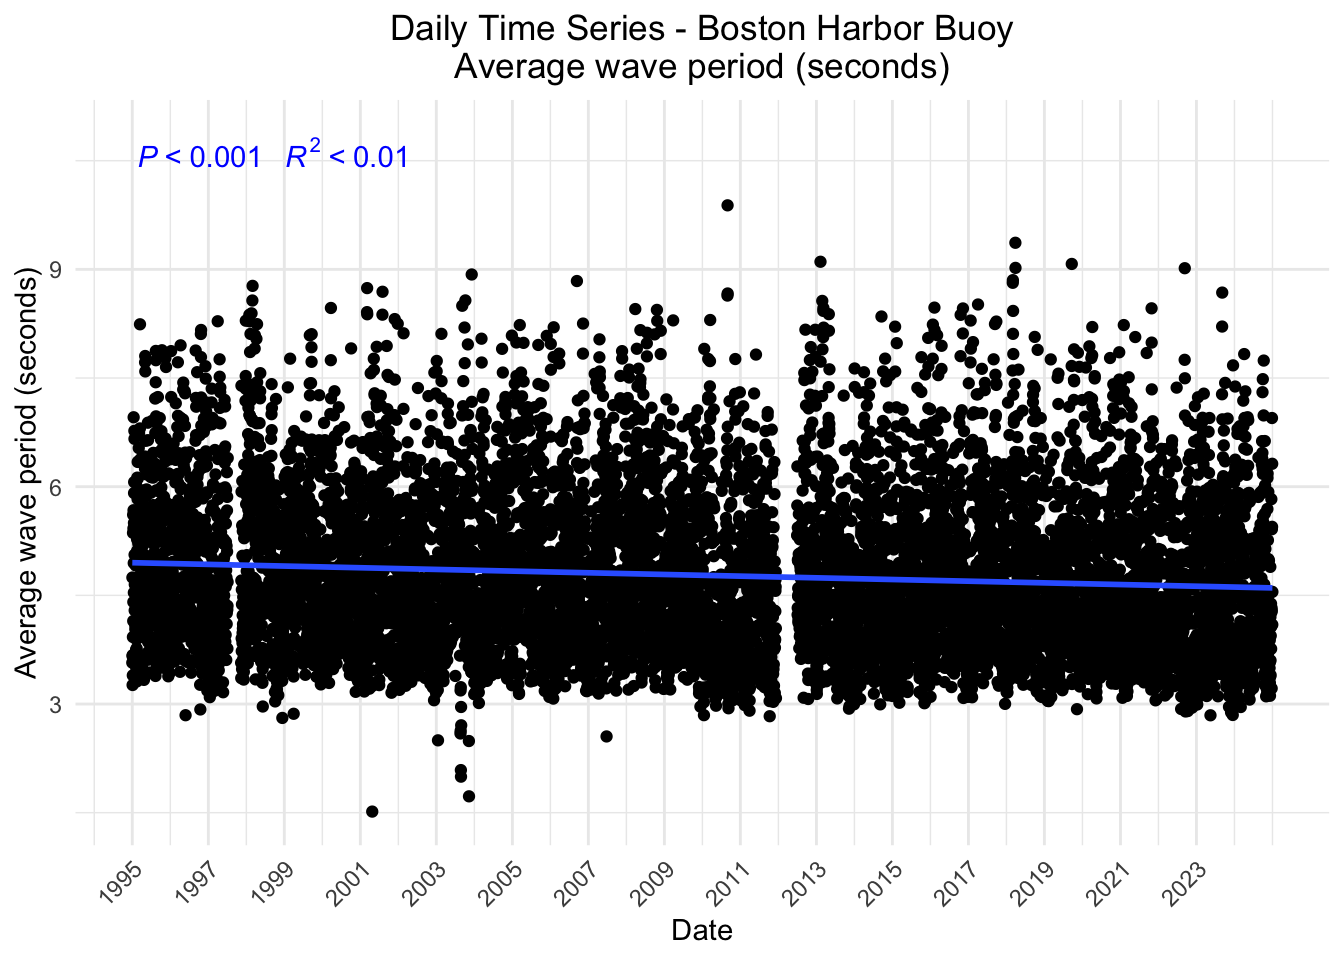 Daily Time Series - Boston Harbor Buoy
Average wave period (seconds)
P < 0.001 R² < 0.01
Average wave period (seconds)
9
6
3
1995 1997 1999 2001 2003 2005 2007 2009 2011 2013 2015 2017 2019 2021 2023
Date